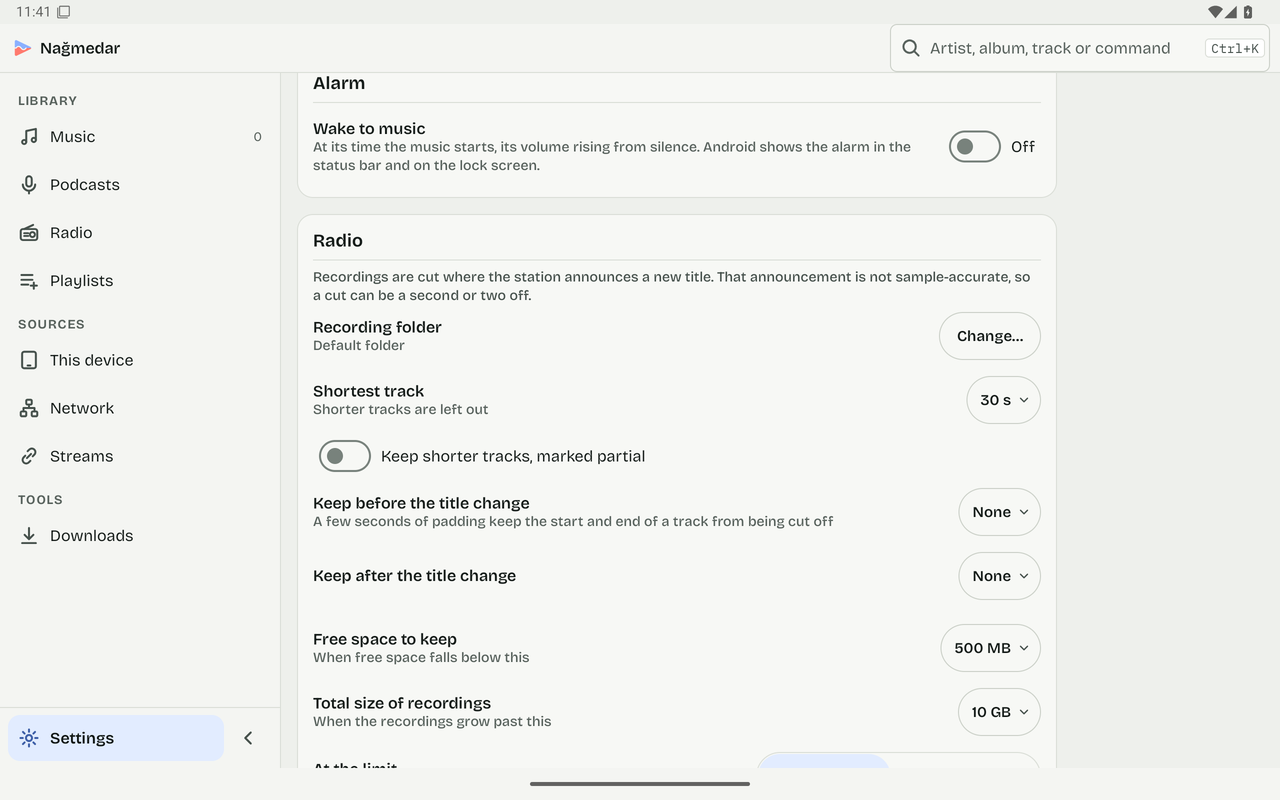 11:41
Nağmedar
Artist, album, track or command
Ctrl+K
LIBRARY
Music
0
Podcasts
Radio
Playlists
SOURCES
This device
Network
Streams
TOOLS
Downloads
Settings
Alarm
Wake to music
At its time the music starts, its volume rising from silence. Android shows the alarm in the
status bar and on the lock screen.
Off
Radio
Recordings are cut where the station announces a new title. That announcement is not sample-accurate, so
a cut can be a second or two off.
Recording folder
Default folder
Change...
Shortest track
Shorter tracks are left out
30 s
Keep shorter tracks, marked partial
Keep before the title change
A few seconds of padding keep the start and end of a track from being cut off
None
Keep after the title change
None
Free space to keep
When free space falls below this
500 MB
Total size of recordings
When the recordings grow past this
10 GB
At the limit